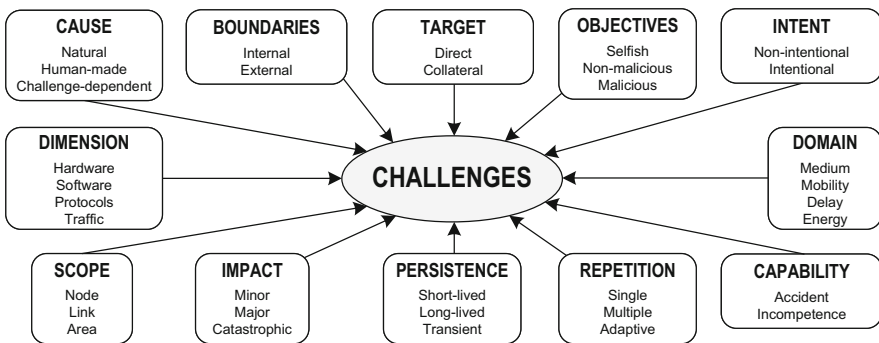 CAUSE
Natural
Human-made
Challenge-dependent
BOUNDARIES
Internal
External
TARGET
Direct
Collateral
OBJECTIVES
Selfish
Non-malicious
Malicious
INTENT
Non-intentional
Intentional
DIMENSION
Hardware
Software
Protocols
Traffic
CHALLENGES
DOMAIN
Medium
Mobility
Delay
Energy
SCOPE
Node
Link
Area
IMPACT
Minor
Major
Catastrophic
PERSISTENCE
Short-lived
Long-lived
Transient
REPETITION
Single
Multiple
Adaptive
CAPABILITY
Accident
Incompetence